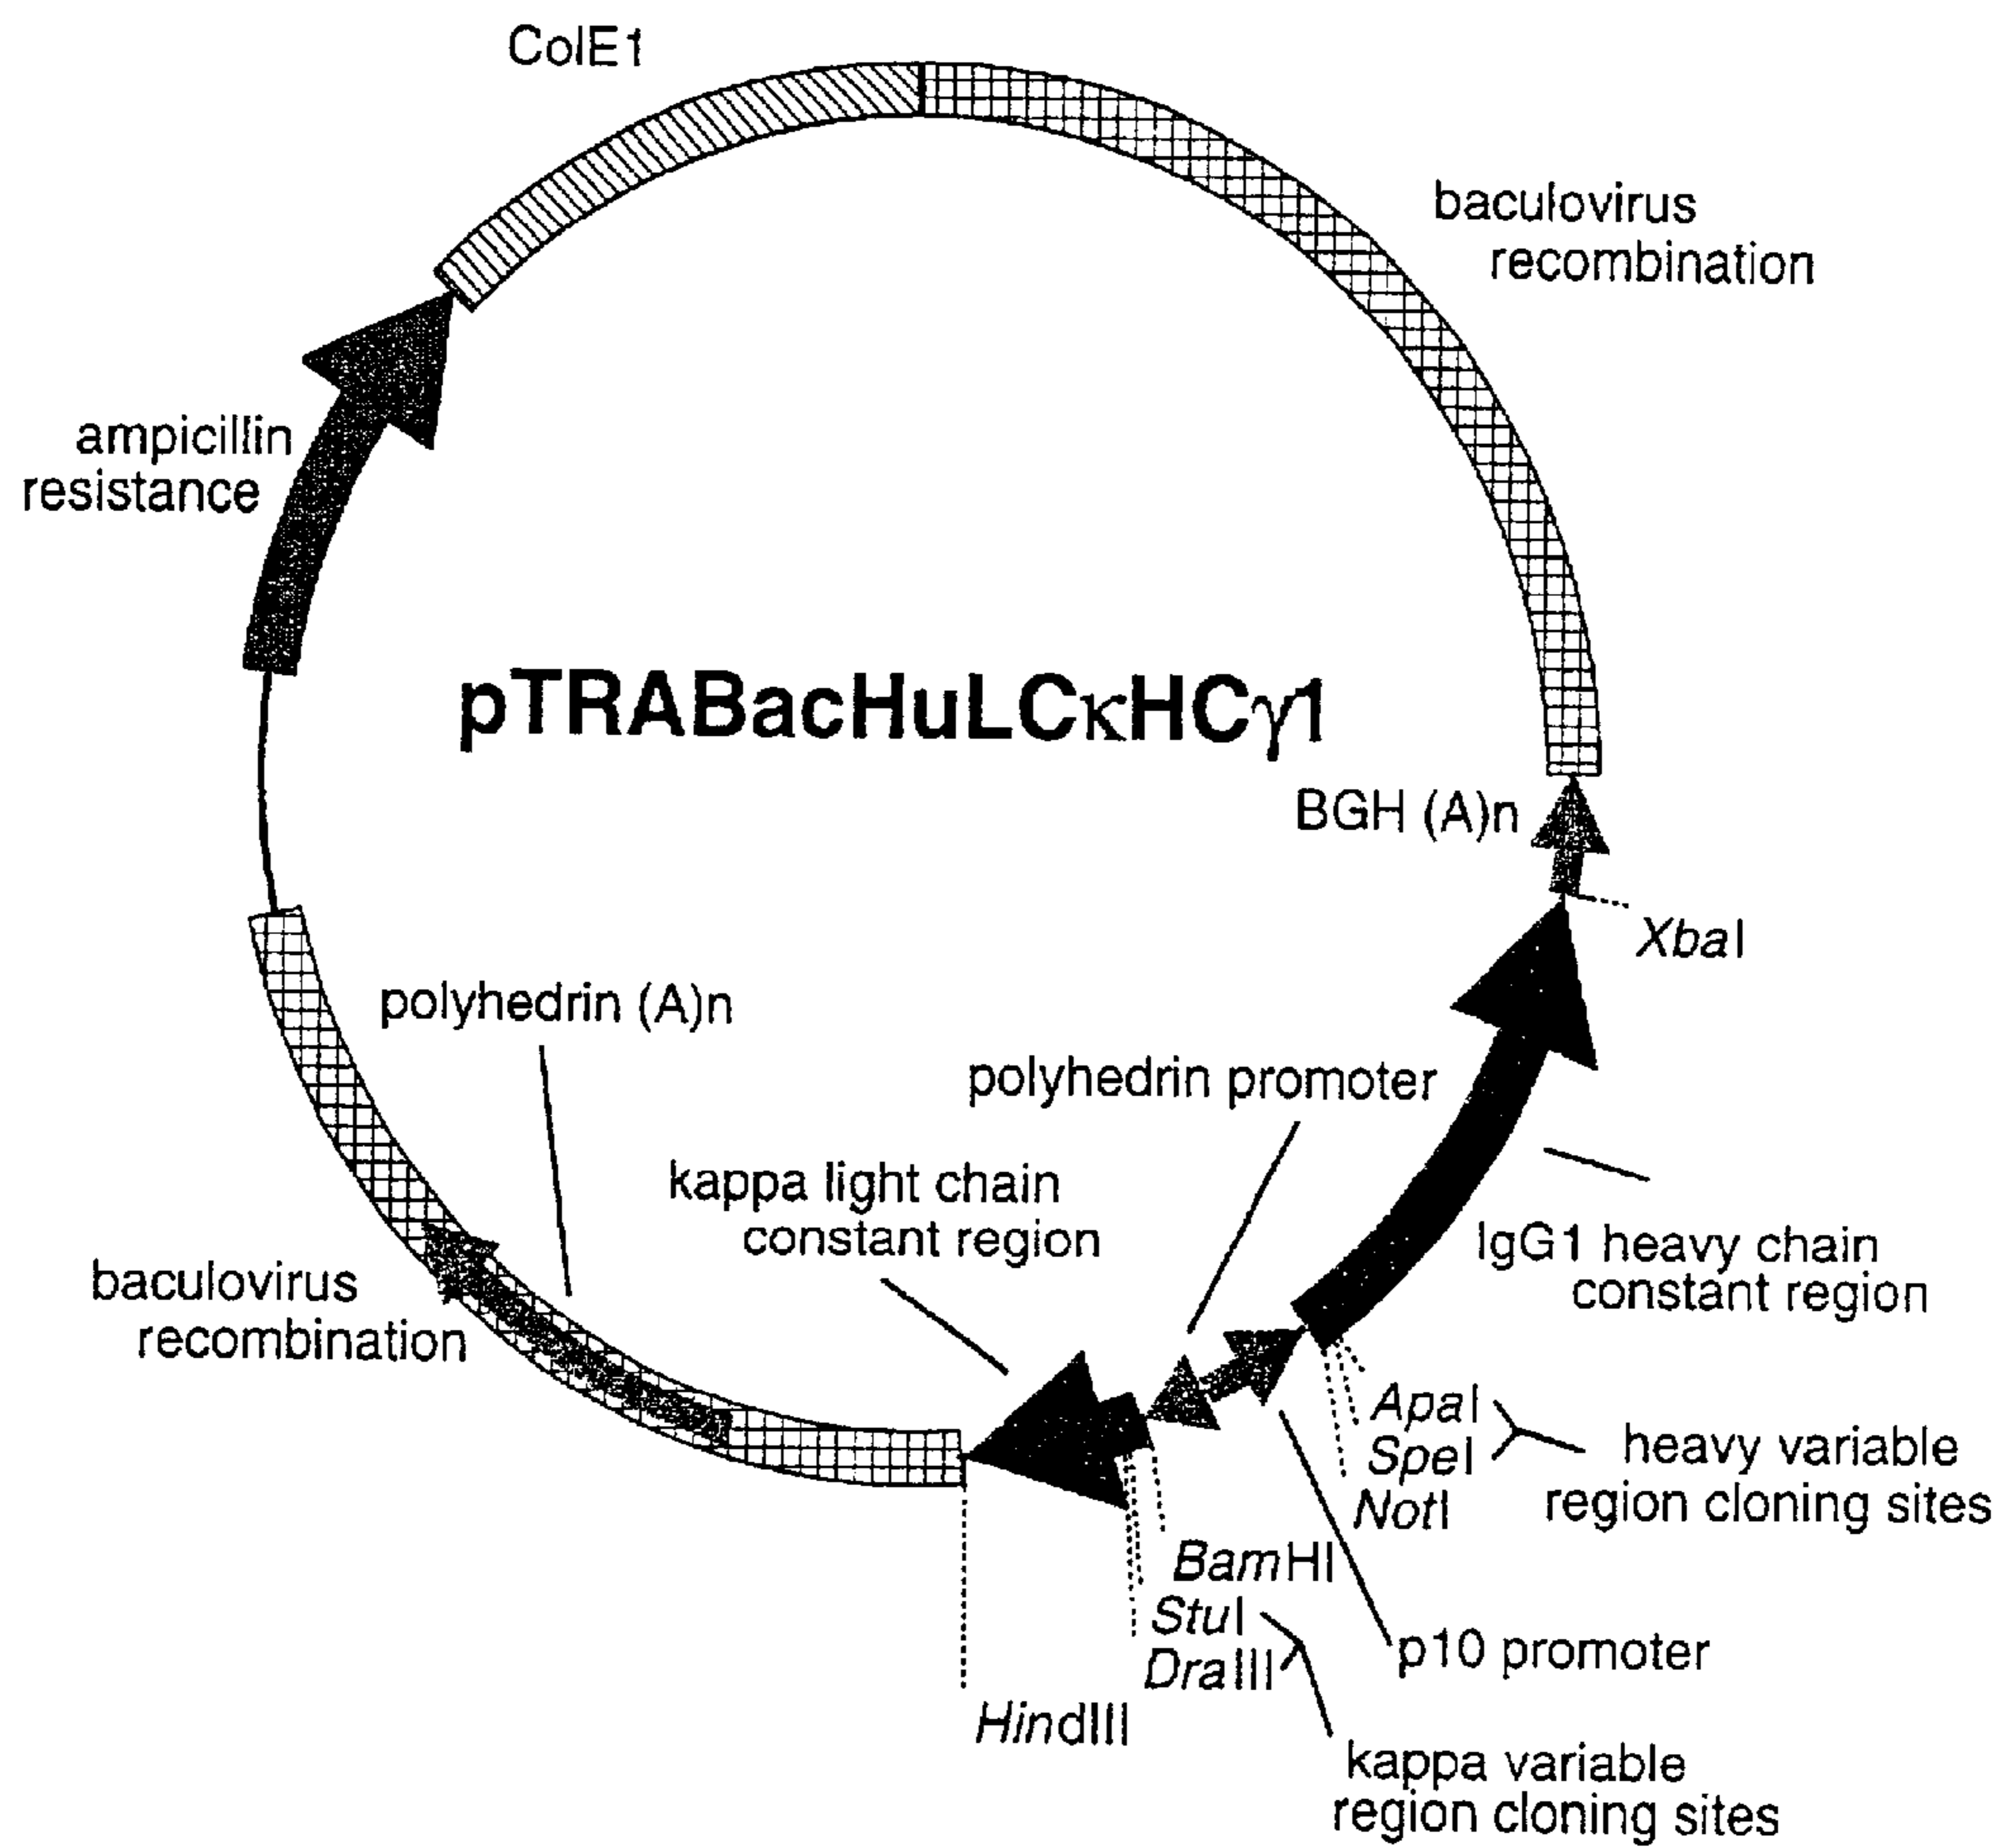 ColE1
baculovirus
recombination
ampicillin
resistance
pTRABacHuLCκHCγ1
BGH (A)n
XbaI
polyhedrin (A)n
polyhedrin promoter
kappa light chain
constant region
IgG1 heavy chain
constant region
baculovirus
recombination
ApaI
SpeI
NotI
heavy variable
region cloning sites
BamHI
StuI
DraIII
p10 promoter
HindIII
kappa variable
region cloning sites